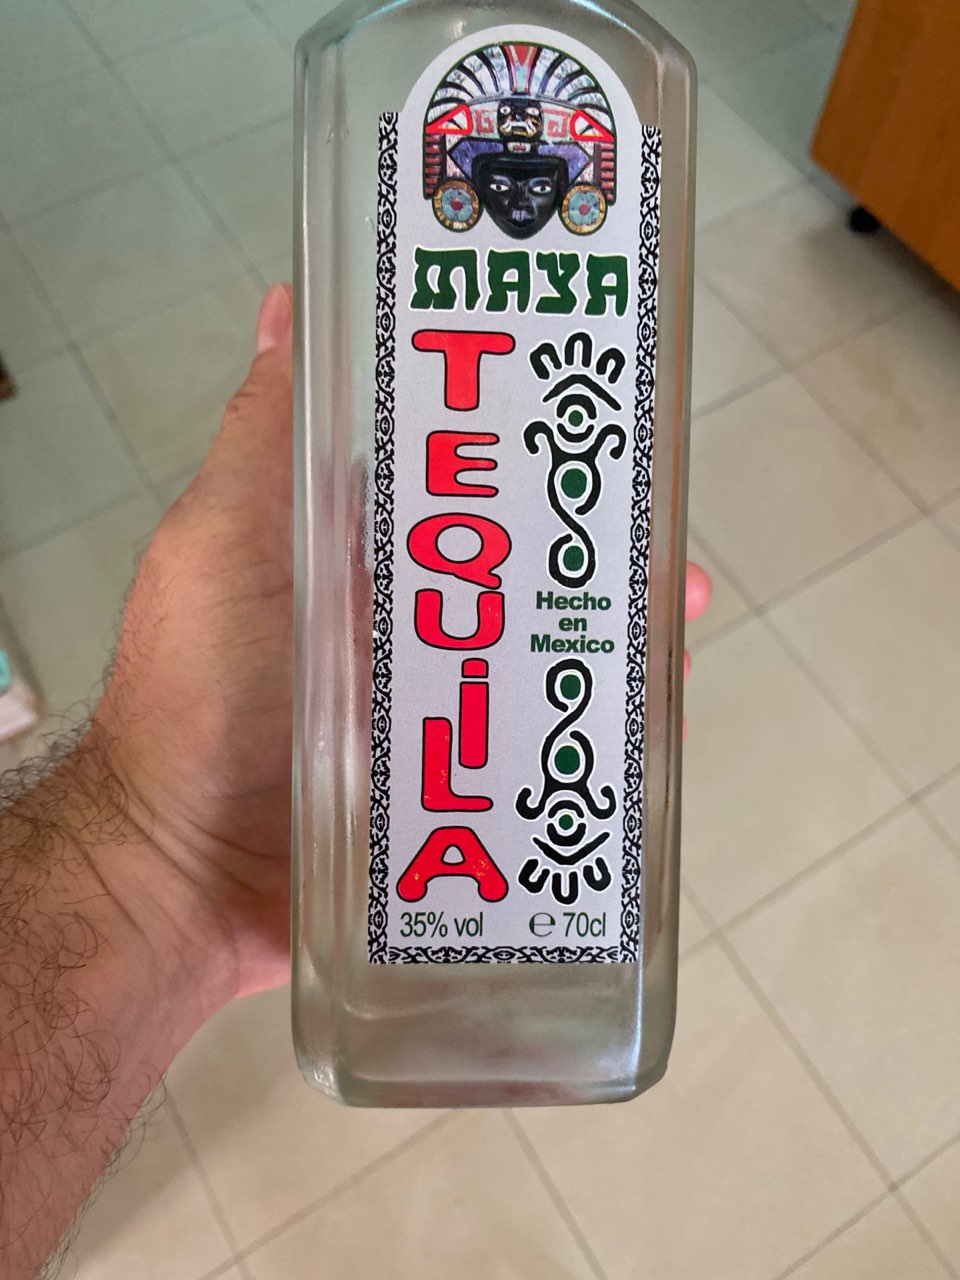 MAYA
TEQUiLA
Hecho
en
Mexico
35% vol
℮ 70cl